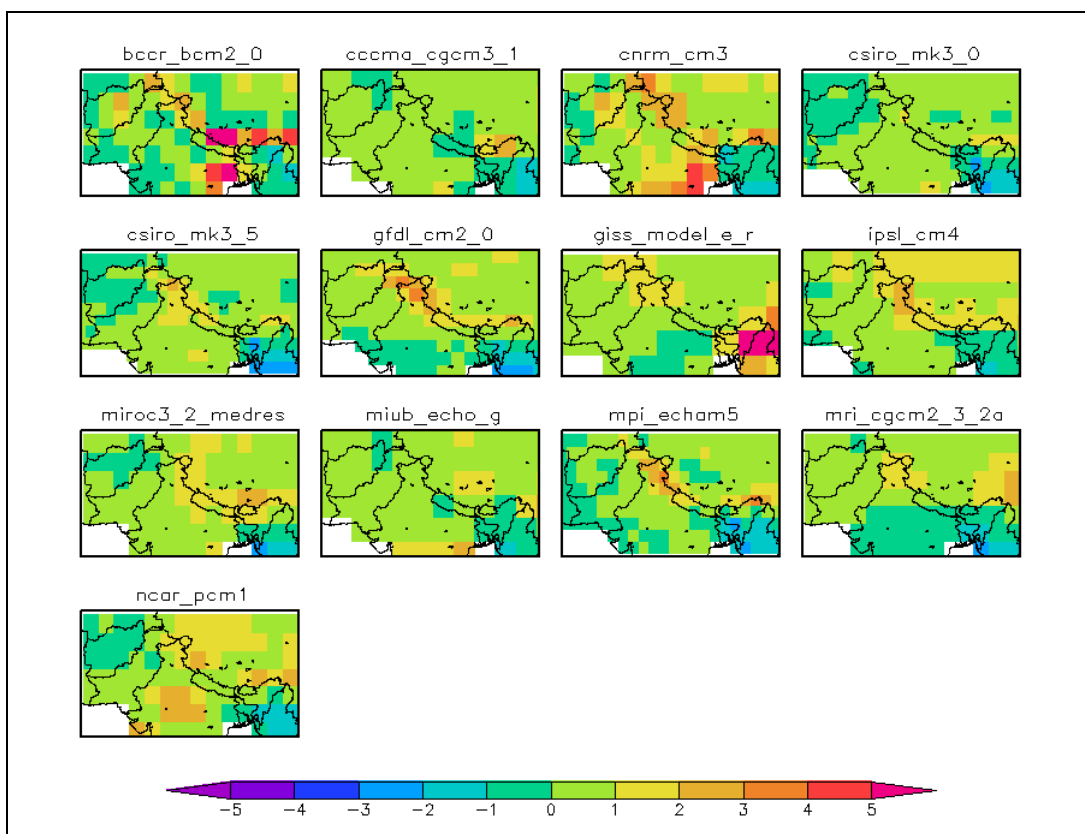 bccr_bcm2_0 cccma_cgcm3_1 cnrm_cm3 csiro_mk3_0
csiro_mk3_5 gfdl_cm2_0 giss_model_e_r ipsl_cm4
miroc3_2_medres miub_echo_g mpi_echam5 mri_cgcm2_3_2a
ncar_pcm1
-5 -4 -3 -2 -1 0 1 2 3 4 5